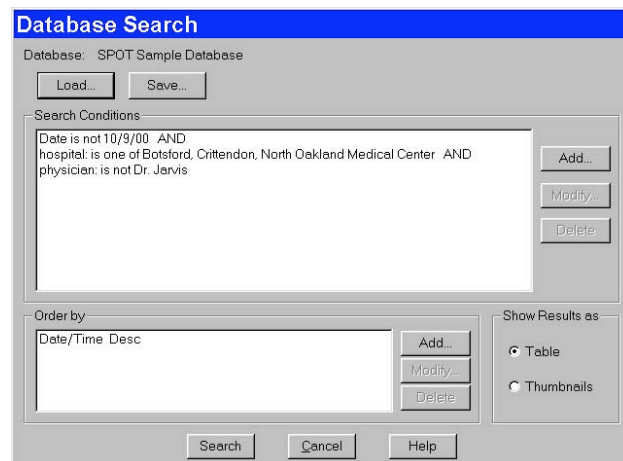 Database Search
Database: SPOT Sample Database
Load... Save...
Search Conditions
Date is not 10/9/00 AND
hospital: is one of Botsford, Crittendon, North Oakland Medical Center AND
physician: is not Dr. Jarvis
Add...
Modify...
Delete
Order by
Date/Time Desc
Add...
Modify...
Delete
Show Results as
Table
Thumbnails
Search Cancel Help